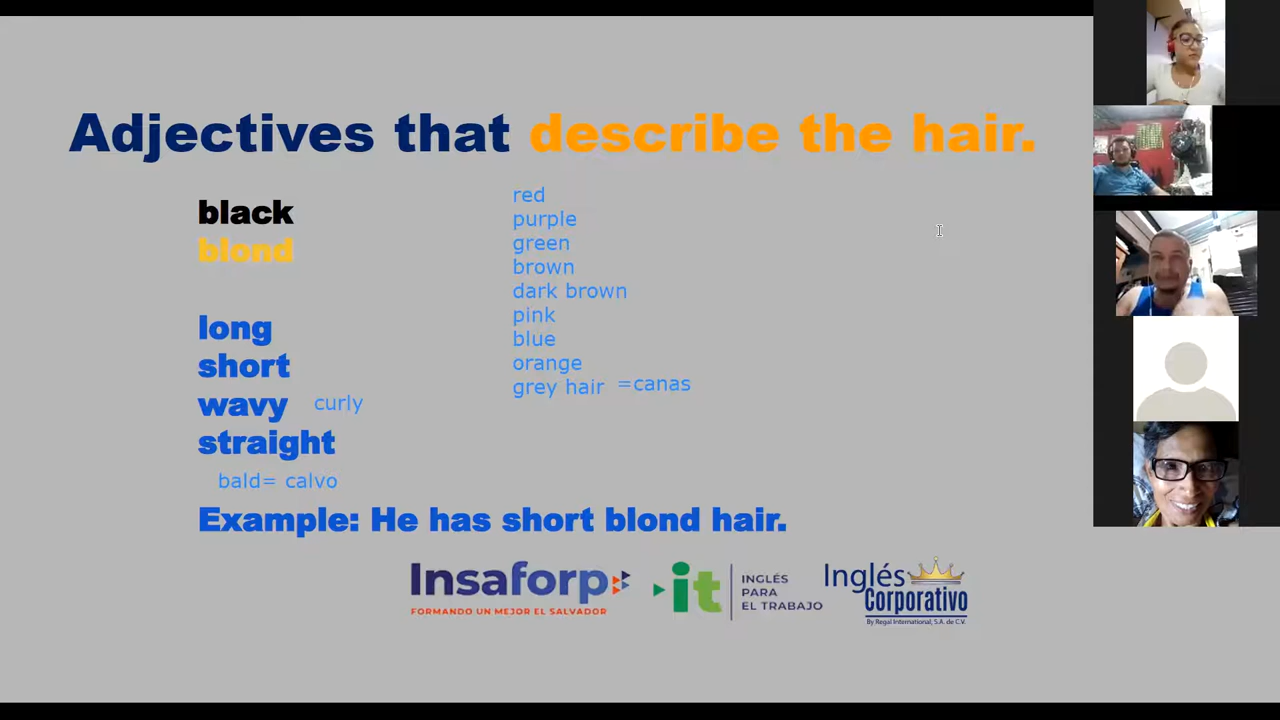 Adjectives that describe the hair.
black
blond
long
short
wavy curly
straight
bald= calvo
red
purple
green
brown
dark brown
pink
blue
orange
grey hair =canas
Example: He has short blond hair.
Insaforp
FORMANDO UN MEJOR EL SALVADOR
it
INGLÉS
PARA
EL TRABAJO
Inglés
Corporativo
By Regal International, S.A. de C.V.